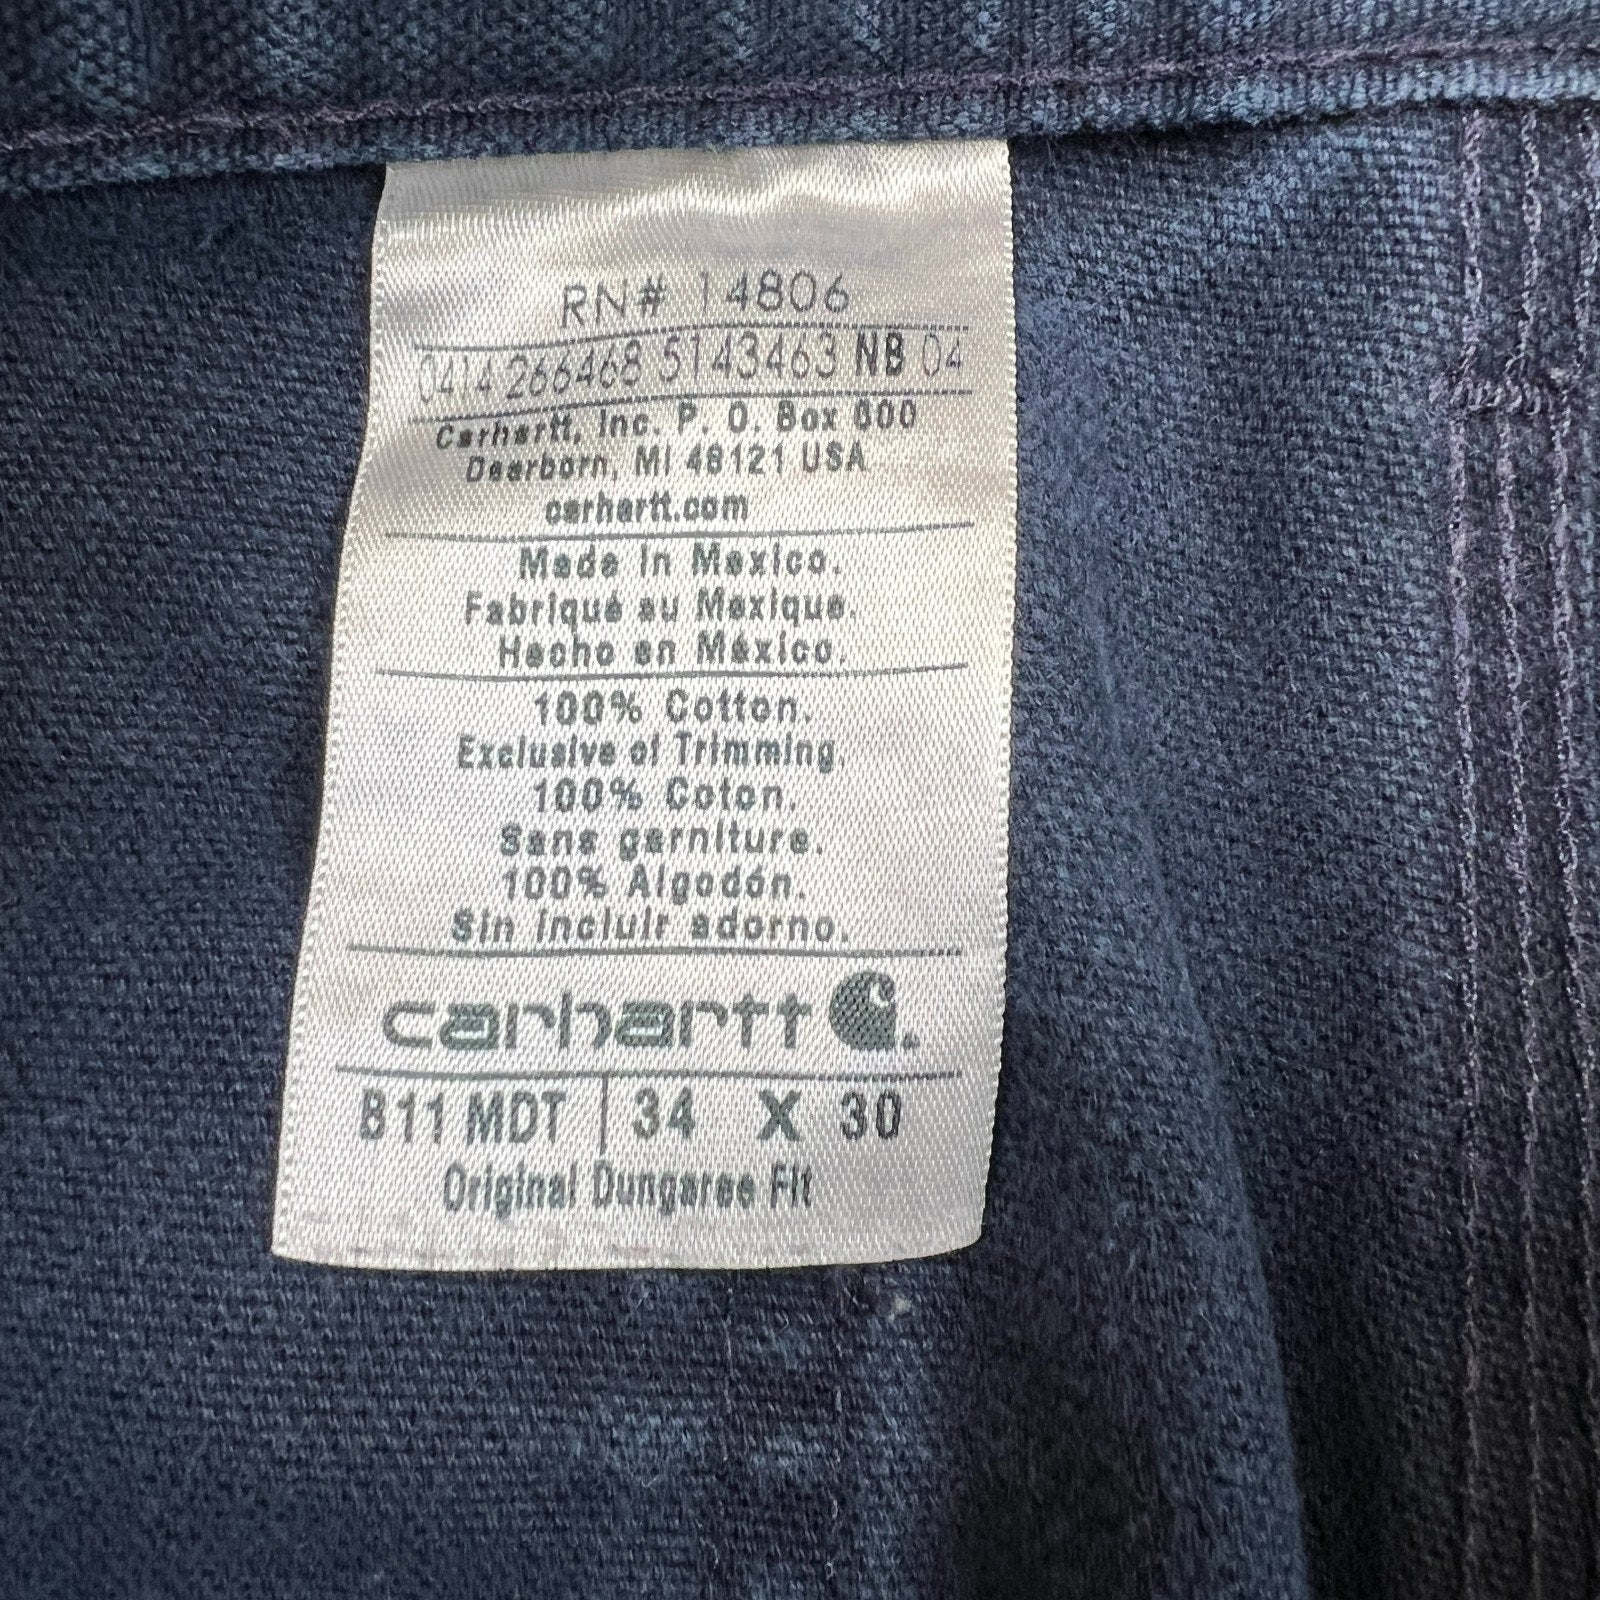 RN# 14806
0414 266468 5143463 NB 04
Carhartt, Inc. P. O. Box 600
Dearborn, MI 48121 USA
carhartt.com
Made in Mexico.
Fabriqué au Mexique.
Hecho en México.
100% Cotton.
Exclusive of Trimming.
100% Coton.
Sans garniture.
100% Algodón.
Sin incluir adorno.
carhartt
B11 MDT | 34 X 30
Original Dungaree Fit